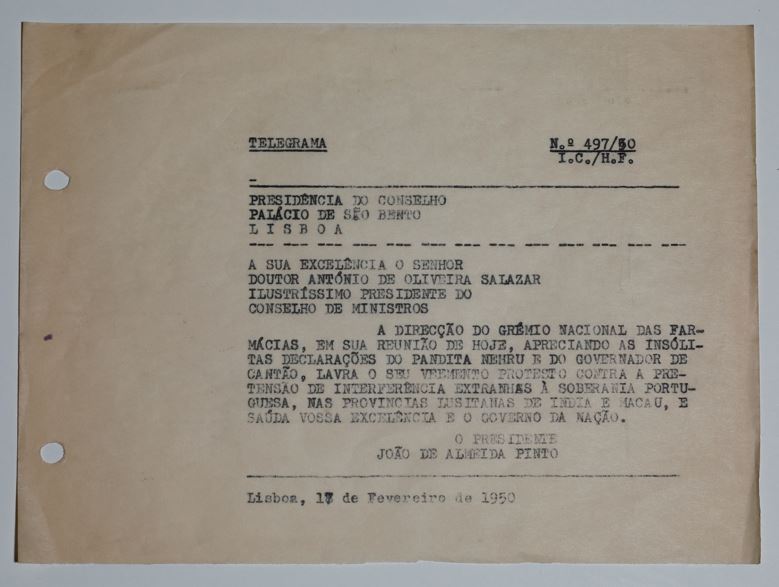 TELEGRAMA
N.º 497/50
I.C./H.F.
PRESIDÊNCIA DO CONSELHO
PALÁCIO DE SÃO BENTO
L I S B O A
A SUA EXCELÊNCIA O SENHOR
DOUTOR ANTÓNIO DE OLIVEIRA SALAZAR
ILUSTRÍSSIMO PRESIDENTE DO
CONSELHO DE MINISTROS
A DIRECÇÃO DO GRÉMIO NACIONAL DAS FAR-
MÁCIAS, EM SUA REUNIÃO DE HOJE, APRECIANDO AS INSÓLI-
TAS DECLARAÇÕES DO PANDITA NEHRU E DO GOVERNADOR DE
CANTÃO, LAVRA O SEU VEEMENTO PROTESTO CONTRA A PRE-
TENSÃO DE INTERFERÊNCIA EXTRANHAS À SOBERANIA PORTU-
GUESA, NAS PROVINCIAS LUSITANAS DE INDIA E MACAU, E
SAÚDA VOSSA EXCELÊNCIA E O GOVERNO DA NAÇÃO.
O PRESIDENTE
JOÃO DE ALMEIDA PINTO
Lisboa, 17 de Fevereiro de 1950